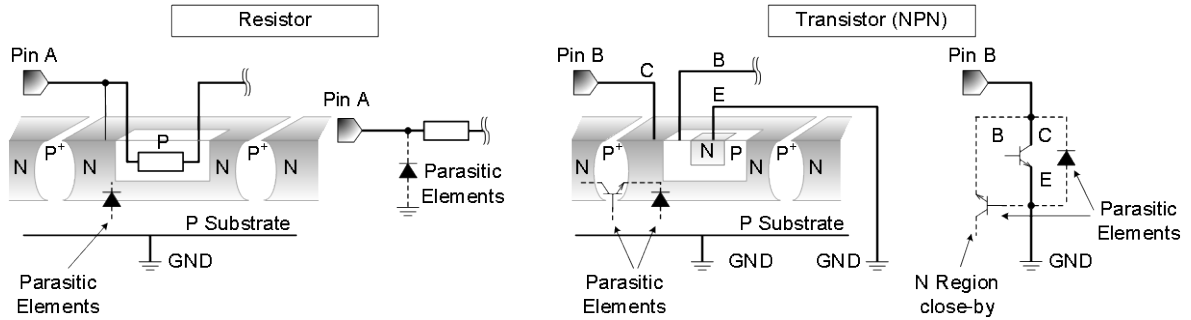 Resistor
Transistor (NPN)
Pin A
Pin B
C
B
E
Pin B
Pin A
N
P+
N
P
N
P+
N
Parasitic
Elements
P Substrate
GND
Parasitic
Elements
N
P+
N
N
P
P+
N
P Substrate
GND
GND
Parasitic
Elements
B
C
E
Parasitic
Elements
GND
N Region
close-by